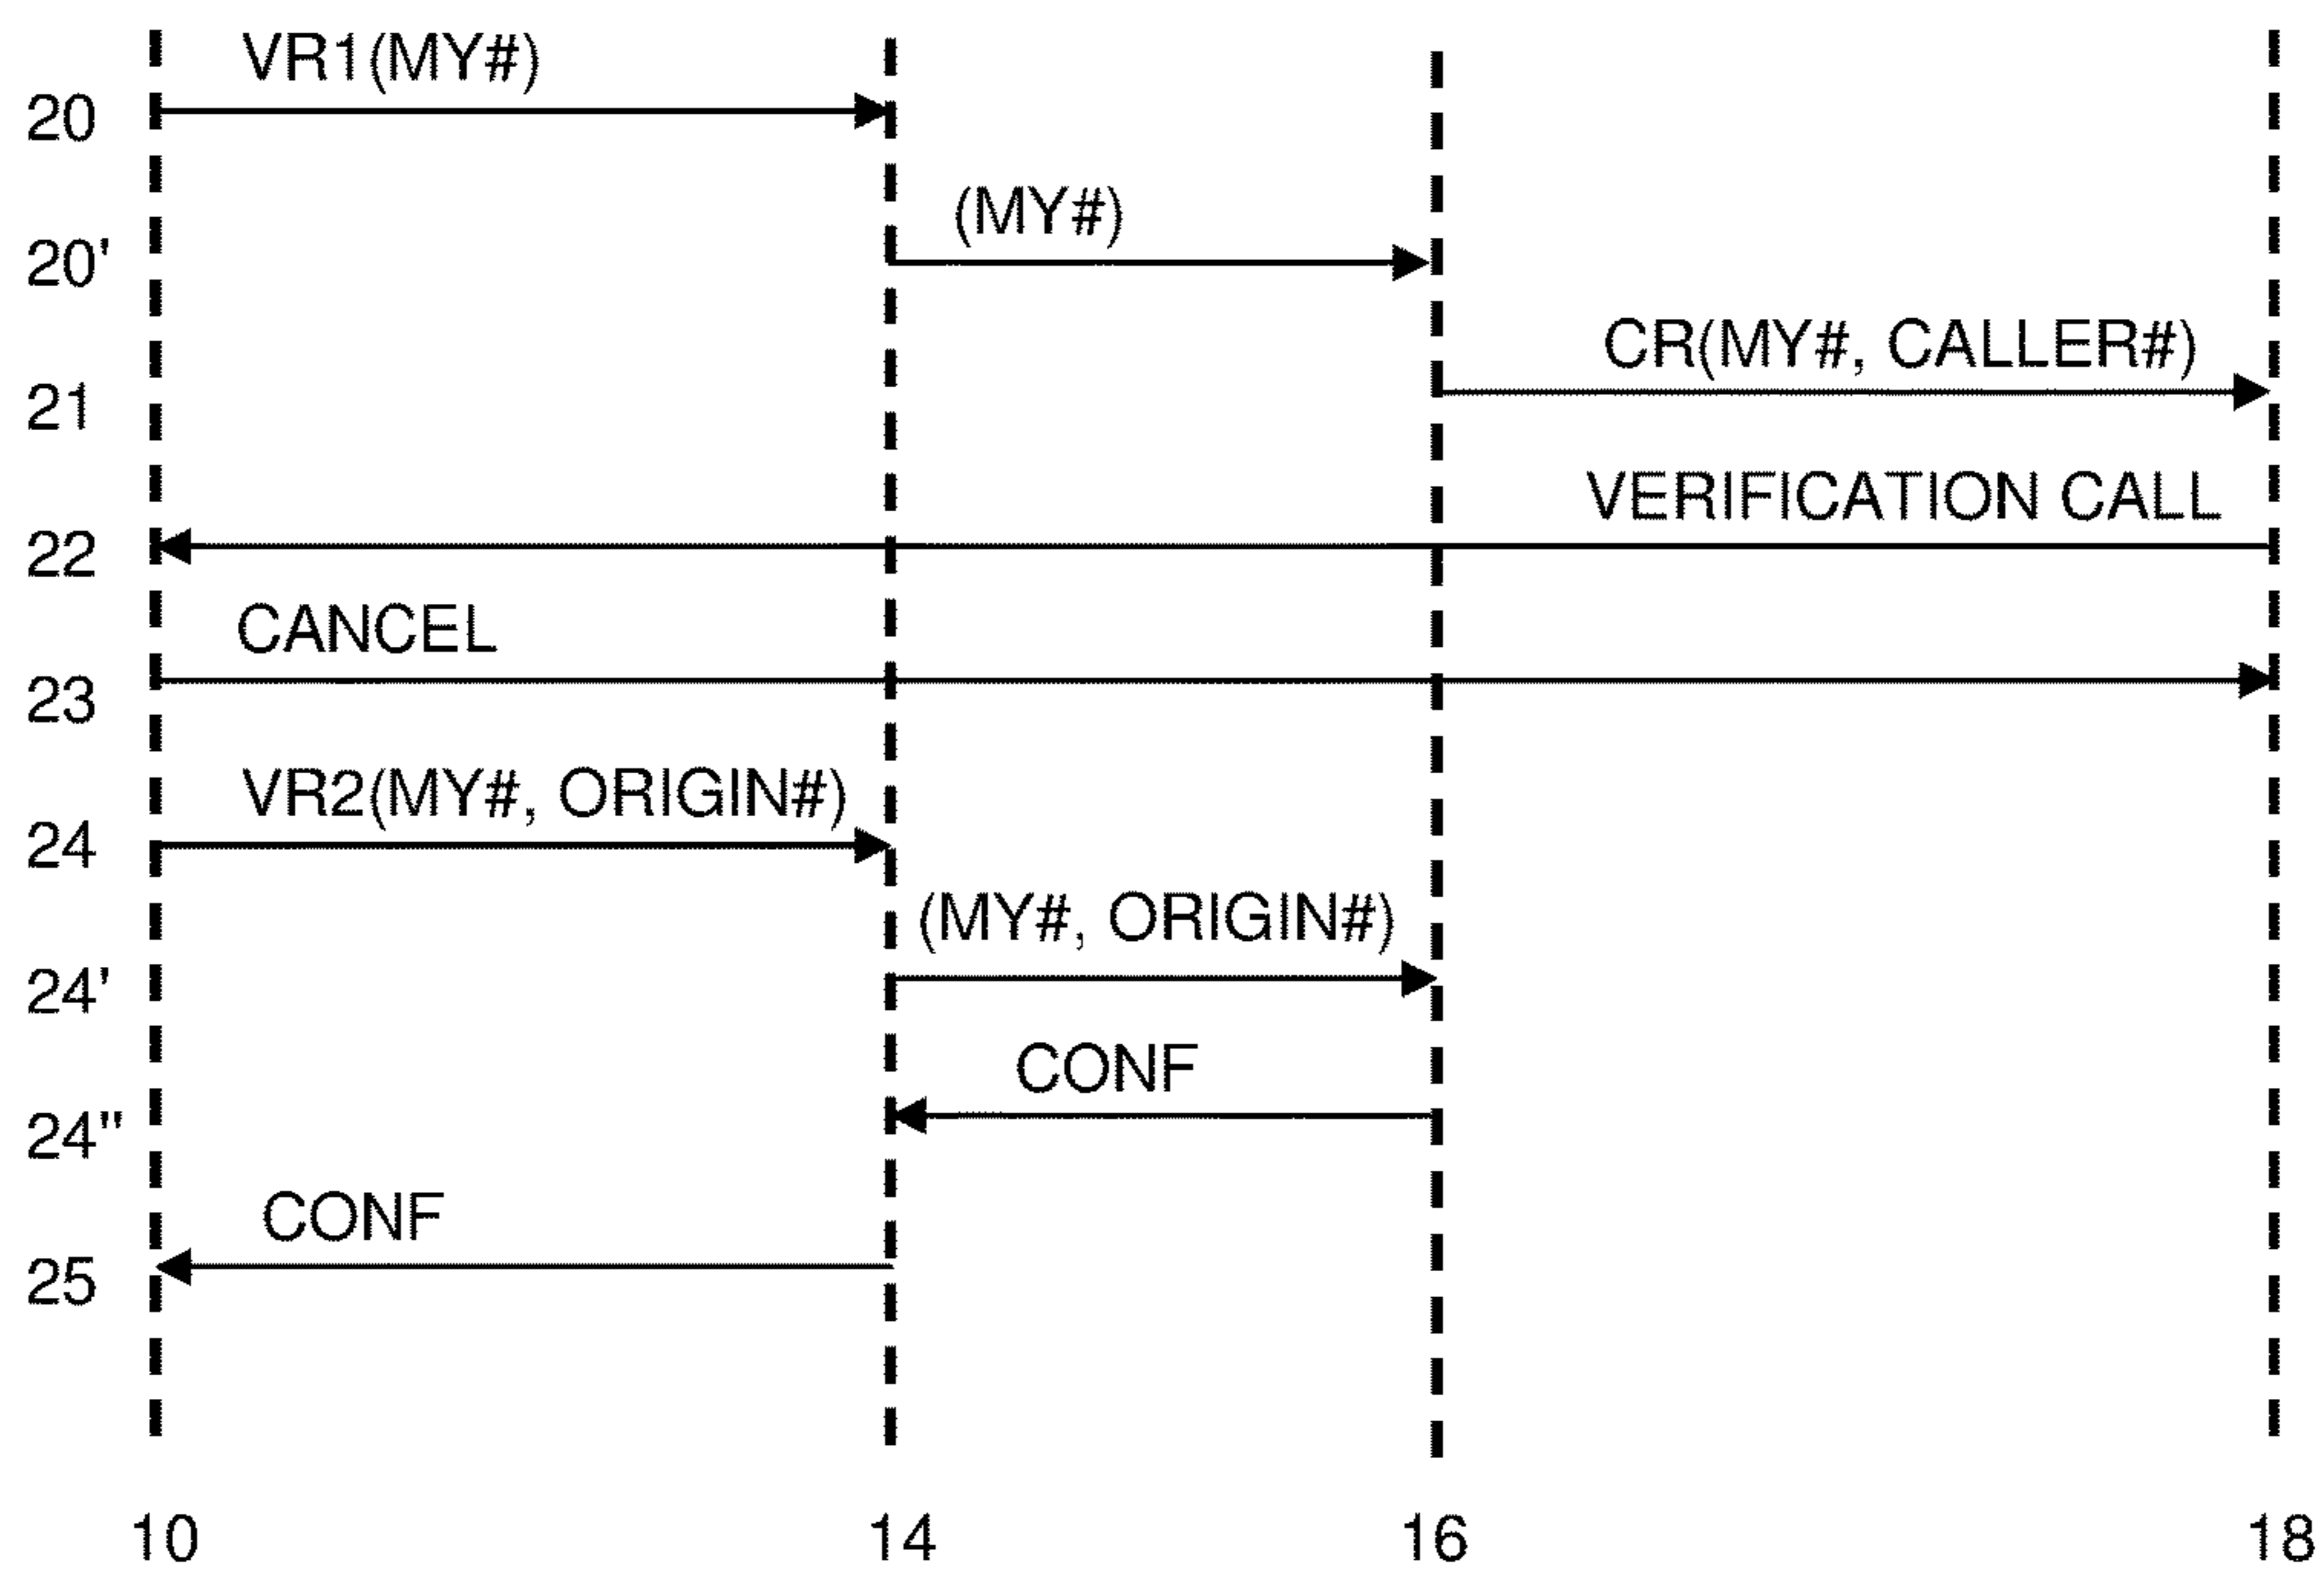 VR1(MY#)
20
(MY#)
20'
CR(MY#, CALLER#)
21
VERIFICATION CALL
22
CANCEL
23
VR2(MY#, ORIGIN#)
24
(MY#, ORIGIN#)
24'
CONF
24"
CONF
25
10 14 16 18